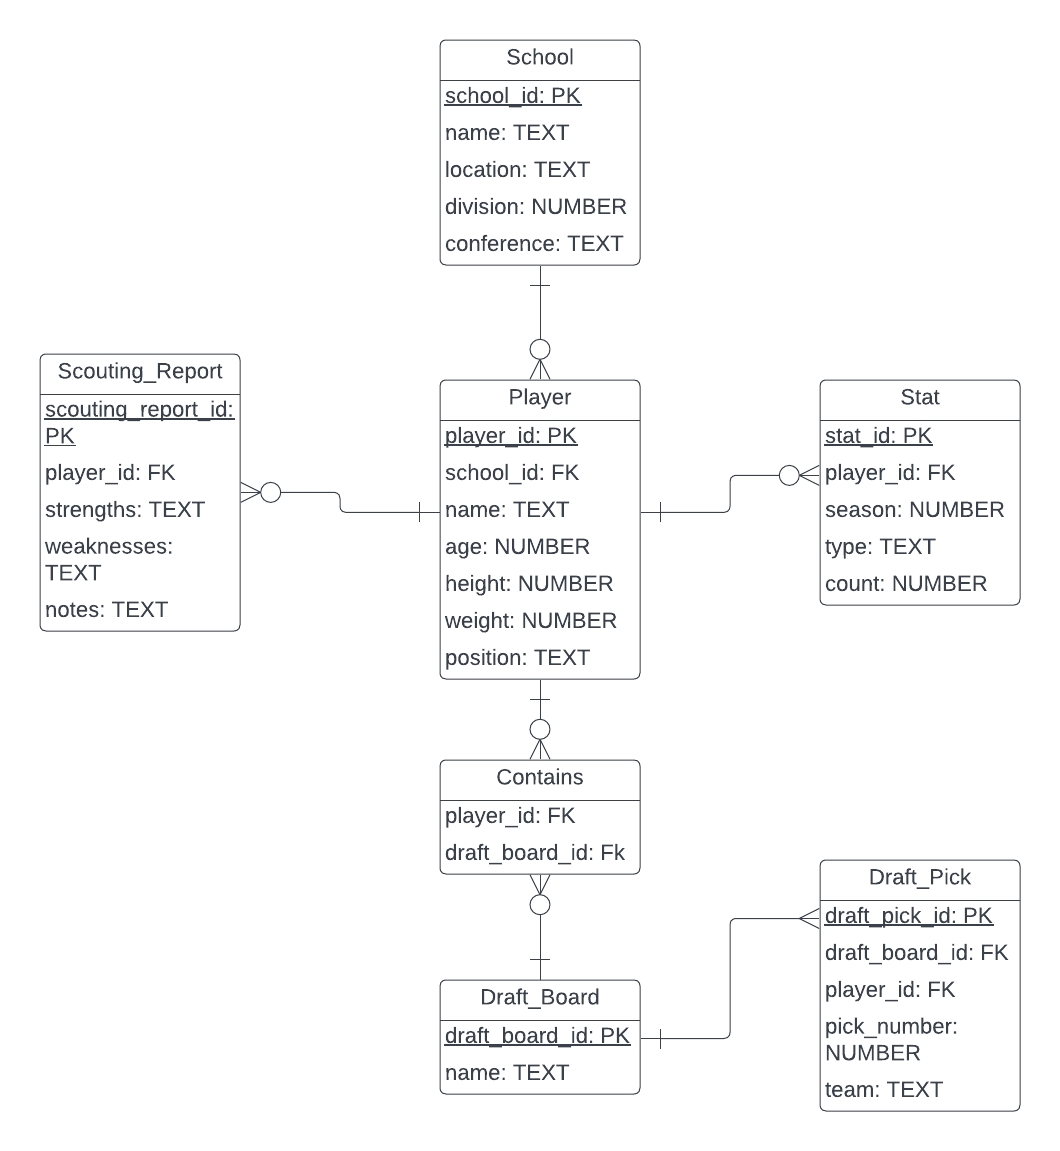 School
school_id: PK
name: TEXT
location: TEXT
division: NUMBER
conference: TEXT
Scouting_Report
scouting_report_id:
PK
player_id: FK
strengths: TEXT
weaknesses:
TEXT
notes: TEXT
Player
player_id: PK
school_id: FK
name: TEXT
age: NUMBER
height: NUMBER
weight: NUMBER
position: TEXT
Stat
stat_id: PK
player_id: FK
season: NUMBER
type: TEXT
count: NUMBER
Contains
player_id: FK
draft_board_id: Fk
Draft_Board
draft_board_id: PK
name: TEXT
Draft_Pick
draft_pick_id: PK
draft_board_id: FK
player_id: FK
pick_number:
NUMBER
team: TEXT